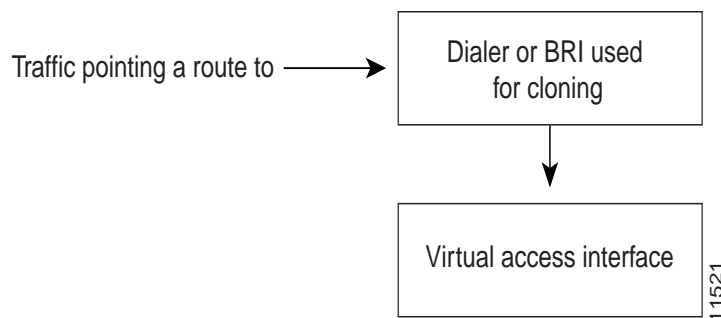 Traffic pointing a route to
Dialer or BRI used
for cloning
Virtual access interface
11521